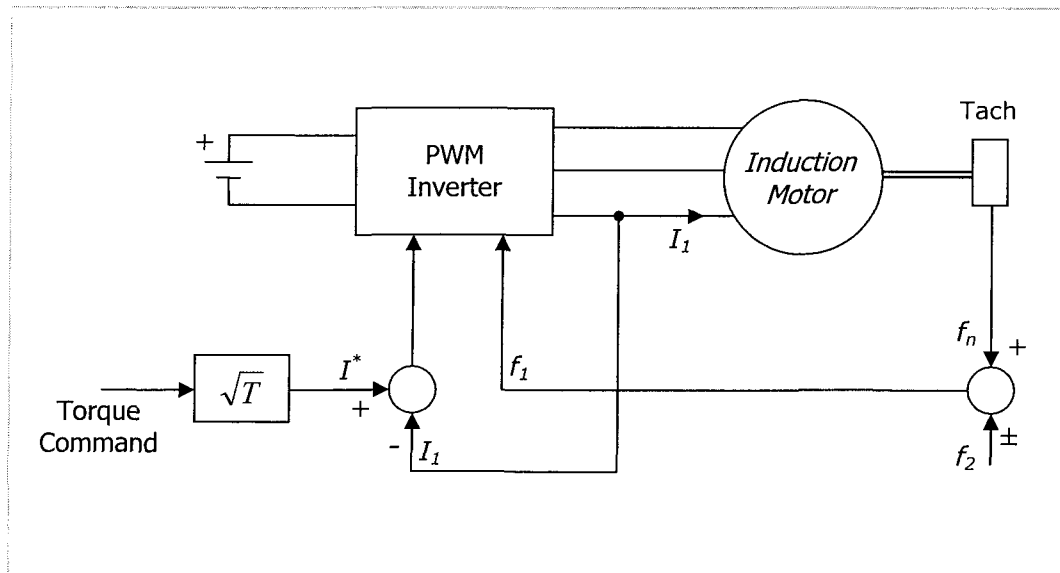 Tach
+
PWM
Inverter
Induction
Motor
I₁
fₙ
+
f₁
√T
I*
+
Torque
Command
-
I₁
±
f₂